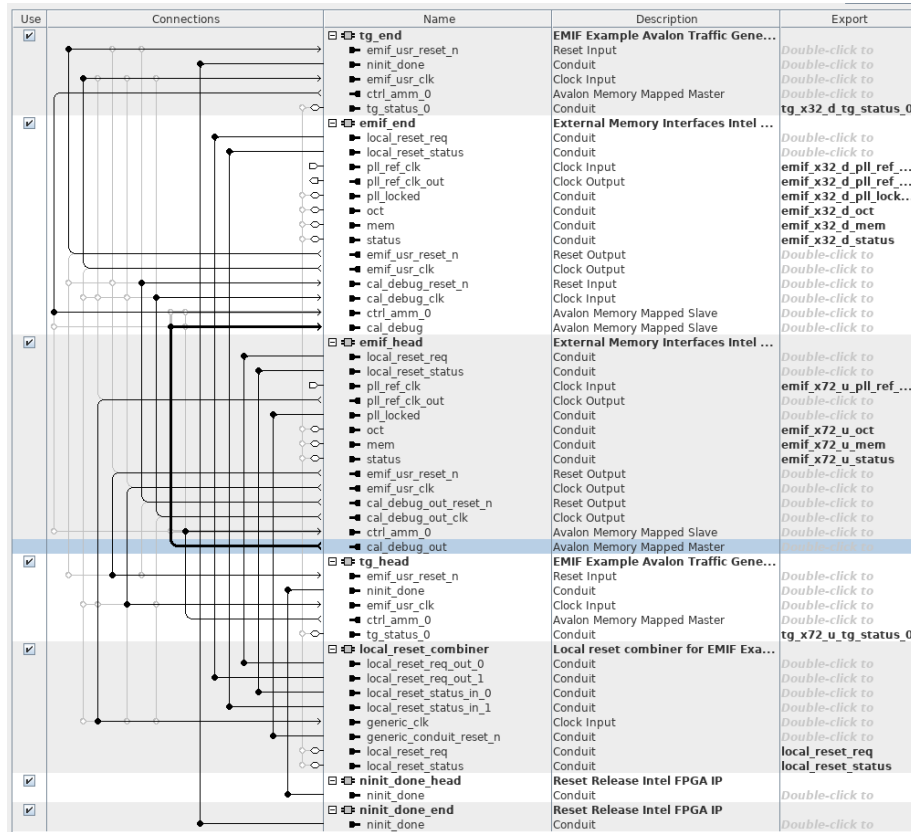 Use Connections Name Description Export
tg_end EMIF Example Avalon Traffic Gene...
emif_usr_reset_n Reset Input Double-click to
ninit_done Conduit Double-click to
emif_usr_clk Clock Input Double-click to
ctrl_amm_0 Avalon Memory Mapped Master Double-click to
tg_status_0 Conduit tg_x32_d_tg_status_0
emif_end External Memory Interfaces Intel ...
local_reset_req Conduit Double-click to
local_reset_status Conduit Double-click to
pll_ref_clk Clock Input emif_x32_d_pll_ref_...
pll_ref_clk_out Clock Output emif_x32_d_pll_ref_...
pll_locked Conduit emif_x32_d_pll_lock...
oct Conduit emif_x32_d_oct
mem Conduit emif_x32_d_mem
status Conduit emif_x32_d_status
emif_usr_reset_n Reset Output Double-click to
emif_usr_clk Clock Output Double-click to
cal_debug_reset_n Reset Input Double-click to
cal_debug_clk Clock Input Double-click to
ctrl_amm_0 Avalon Memory Mapped Slave Double-click to
cal_debug Avalon Memory Mapped Slave Double-click to
emif_head External Memory Interfaces Intel ...
local_reset_req Conduit Double-click to
local_reset_status Conduit Double-click to
pll_ref_clk Clock Input emif_x72_u_pll_ref_...
pll_ref_clk_out Clock Output Double-click to
pll_locked Conduit Double-click to
oct Conduit emif_x72_u_oct
mem Conduit emif_x72_u_mem
status Conduit emif_x72_u_status
emif_usr_reset_n Reset Output Double-click to
emif_usr_clk Clock Output Double-click to
cal_debug_out_reset_n Reset Output Double-click to
cal_debug_out_clk Clock Output Double-click to
ctrl_amm_0 Avalon Memory Mapped Slave Double-click to
cal_debug_out Avalon Memory Mapped Master
tg_head EMIF Example Avalon Traffic Gene...
emif_usr_reset_n Reset Input Double-click to
ninit_done Conduit Double-click to
emif_usr_clk Clock Input Double-click to
ctrl_amm_0 Avalon Memory Mapped Master Double-click to
tg_status_0 Conduit tg_x72_u_tg_status_0
local_reset_combiner Local reset combiner for EMIF Exa...
local_reset_req_out_0 Conduit Double-click to
local_reset_req_out_1 Conduit Double-click to
local_reset_status_in_0 Conduit Double-click to
local_reset_status_in_1 Conduit Double-click to
generic_clk Clock Input Double-click to
generic_conduit_reset_n Conduit Double-click to
local_reset_req Conduit local_reset_req
local_reset_status Conduit local_reset_status
ninit_done_head Reset Release Intel FPGA IP
ninit_done Conduit Double-click to
ninit_done_end Reset Release Intel FPGA IP
ninit_done Conduit Double-click to